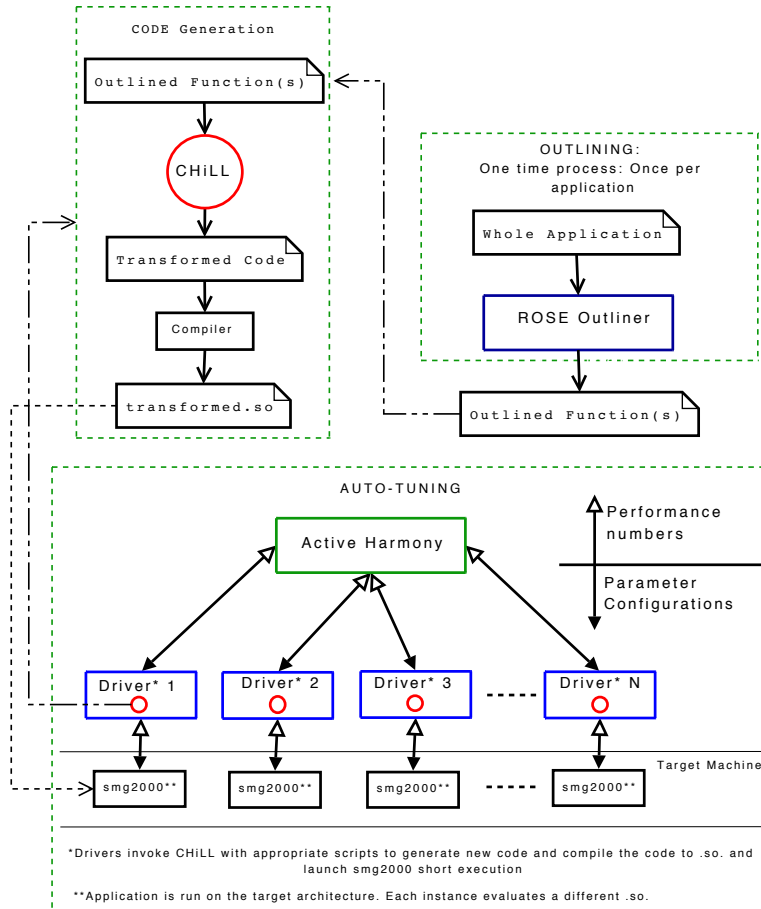 CODE Generation
Outlined Function(s)
CHiLL
Transformed Code
Compiler
transformed.so
OUTLINING:
One time process: Once per
application
Whole Application
ROSE Outliner
Outlined Function(s)
AUTO-TUNING
Active Harmony
Performance
numbers
Parameter
Configurations
Driver* 1
Driver* 2
Driver* 3
Driver* N
Target Machine
smg2000**
smg2000**
smg2000**
smg2000**
*Drivers invoke CHiLL with appropriate scripts to generate new code and compile the code to .so. and
launch smg2000 short execution
**Application is run on the target architecture. Each instance evaluates a different .so.